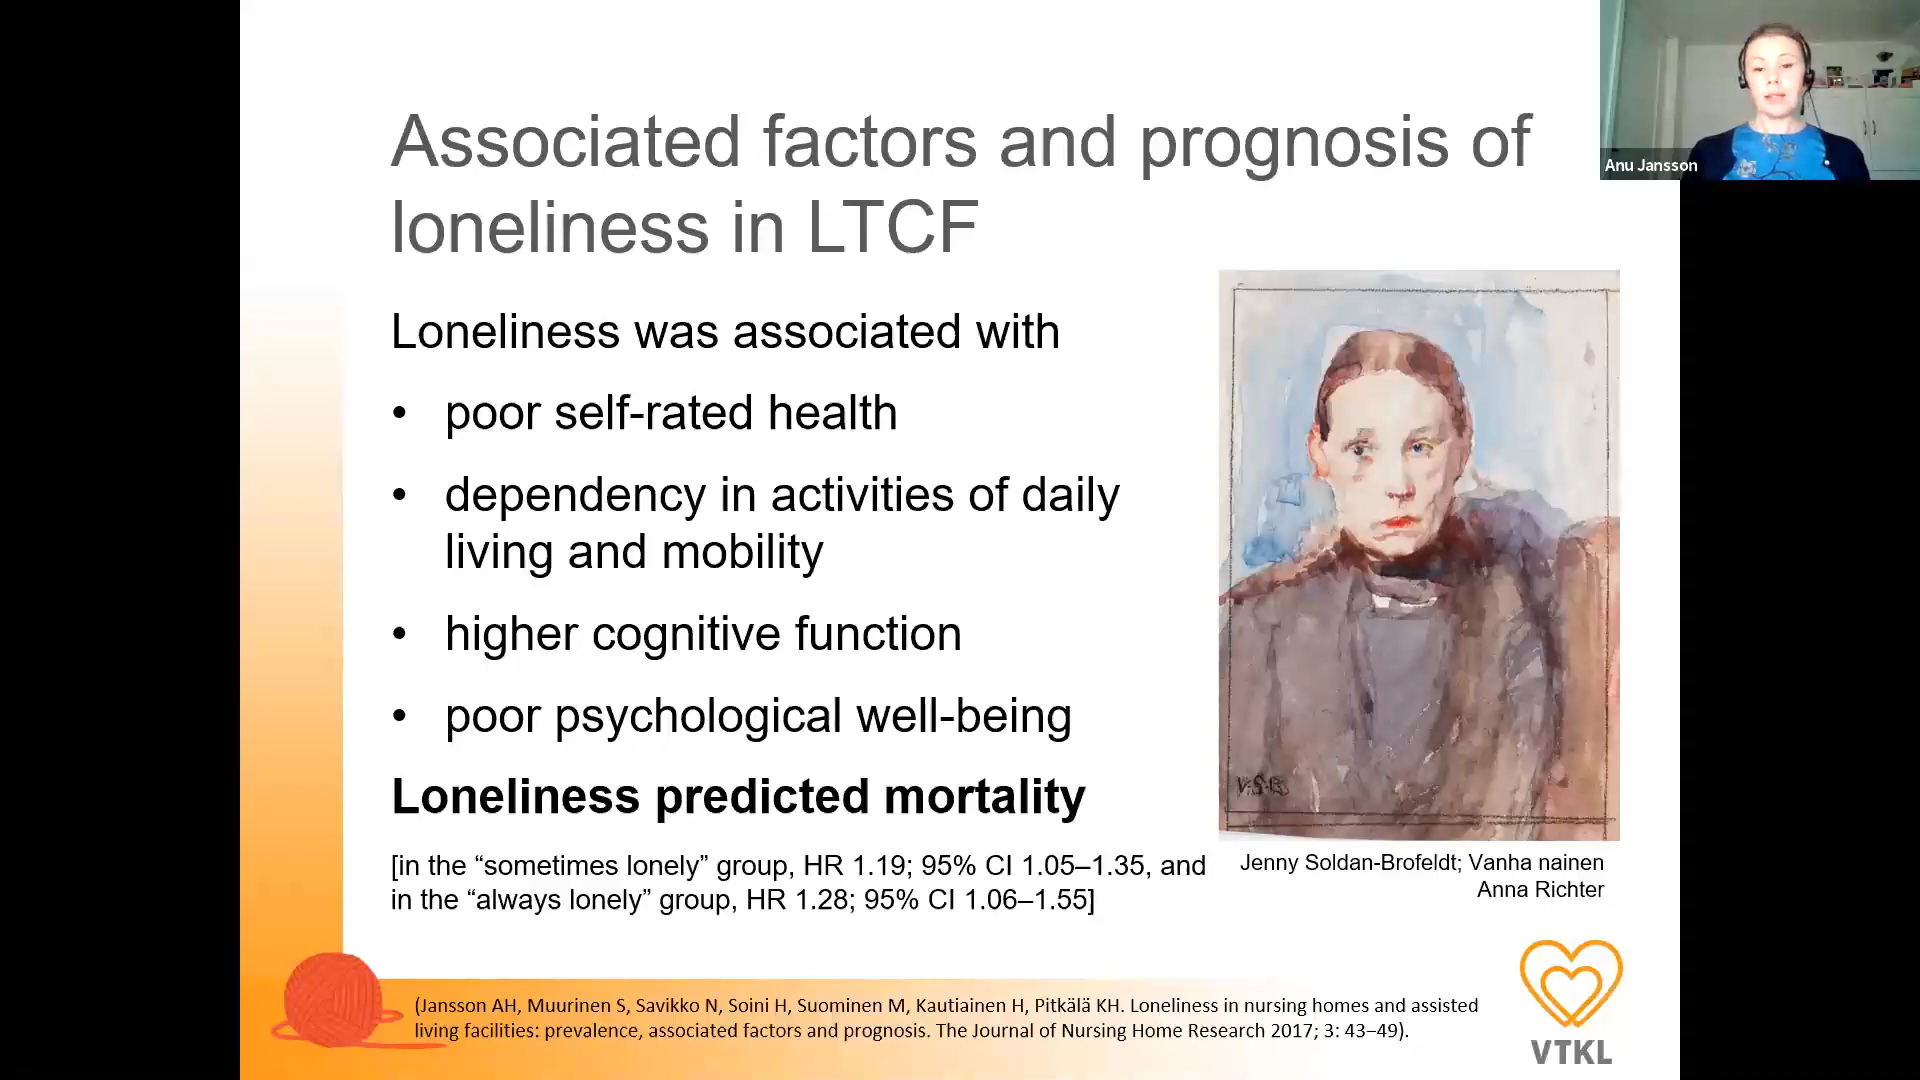 Associated factors and prognosis of
loneliness in LTCF
Anu Jansson
Loneliness was associated with
• poor self-rated health
• dependency in activities of daily
living and mobility
• higher cognitive function
• poor psychological well-being
Loneliness predicted mortality
[in the “sometimes lonely” group, HR 1.19; 95% CI 1.05–1.35, and
in the “always lonely” group, HR 1.28; 95% CI 1.06–1.55]
V.S-B
Jenny Soldan-Brofeldt; Vanha nainen
Anna Richter
(Jansson AH, Muurinen S, Savikko N, Soini H, Suominen M, Kautiainen H, Pitkälä KH. Loneliness in nursing homes and assisted
living facilities: prevalence, associated factors and prognosis. The Journal of Nursing Home Research 2017; 3: 43–49).
VTKL